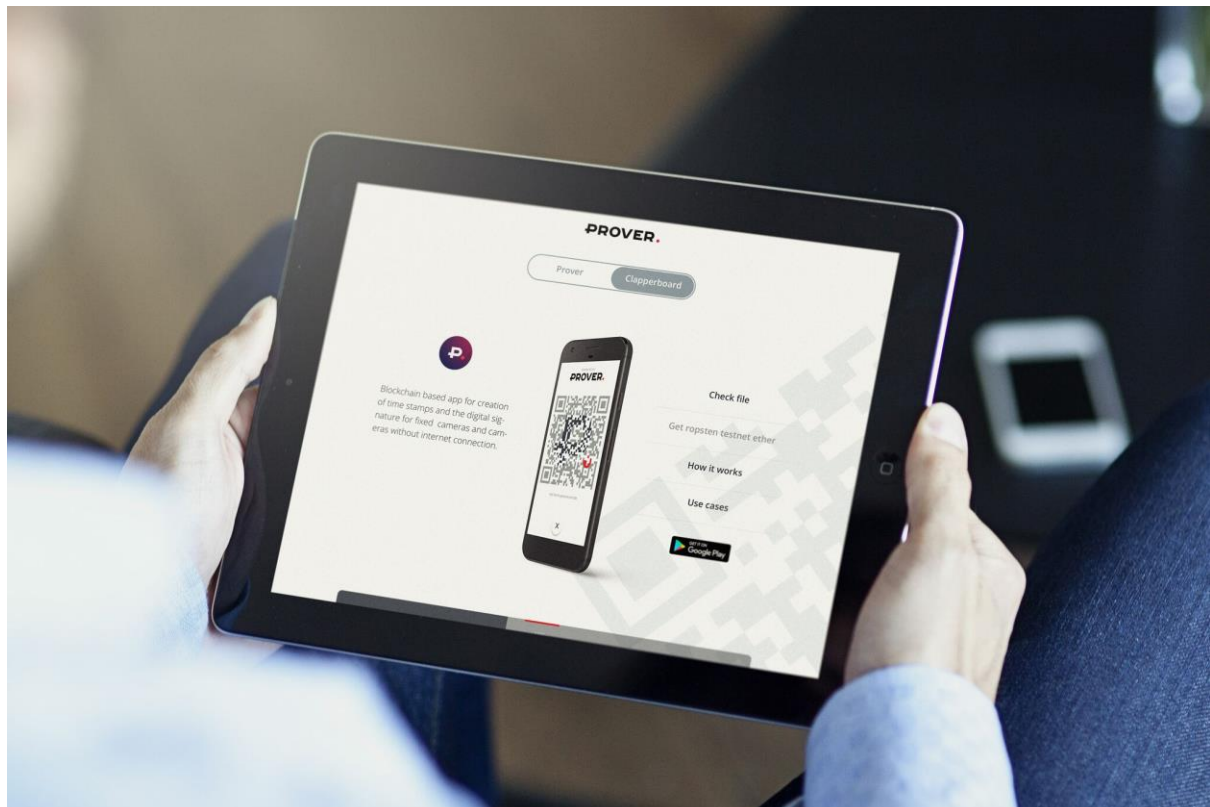 PROVER.
Prover
Clapperboard
Blockchain based app for creation
of time stamps and the digital sig-
nature for fixed cameras and cam-
eras without internet connection.
PROVER.
X
Check file
Get ropsten testnet ether
How it works
Use cases
GET IT ON
Google Play